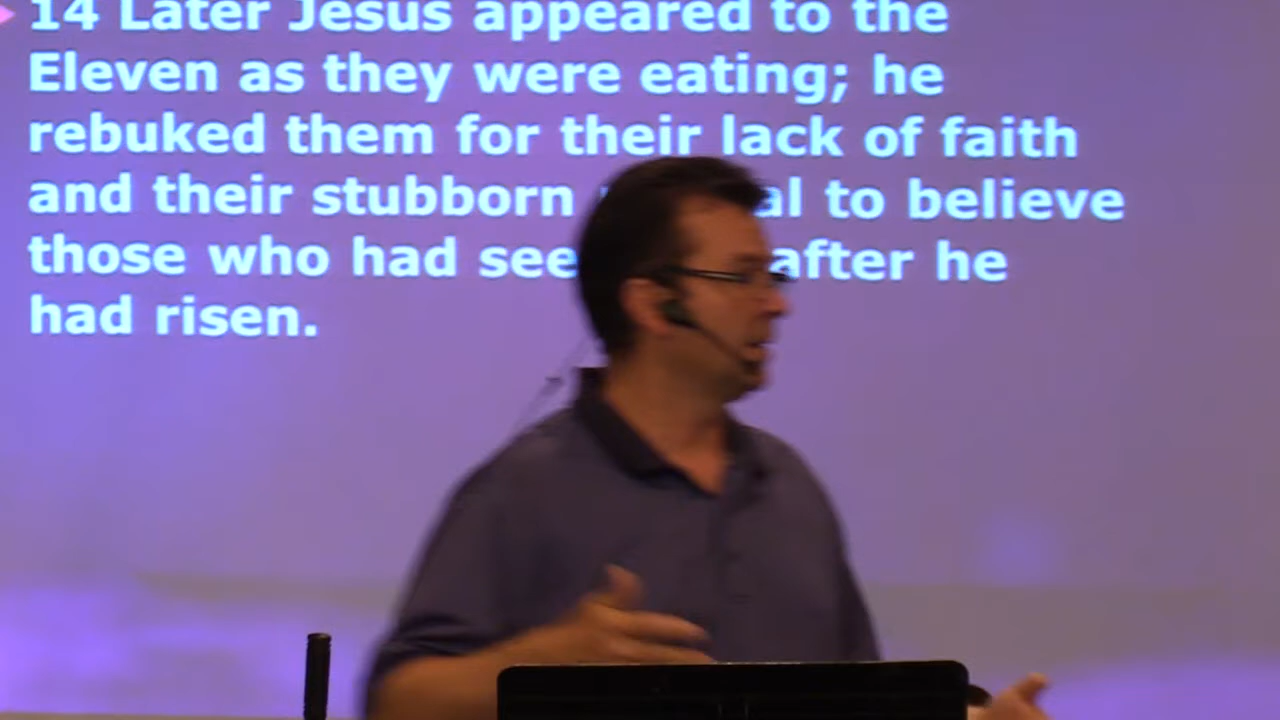 14 Later Jesus appeared to the
Eleven as they were eating; he
rebuked them for their lack of faith
and their stubborn to believe
those who had after he
had risen.